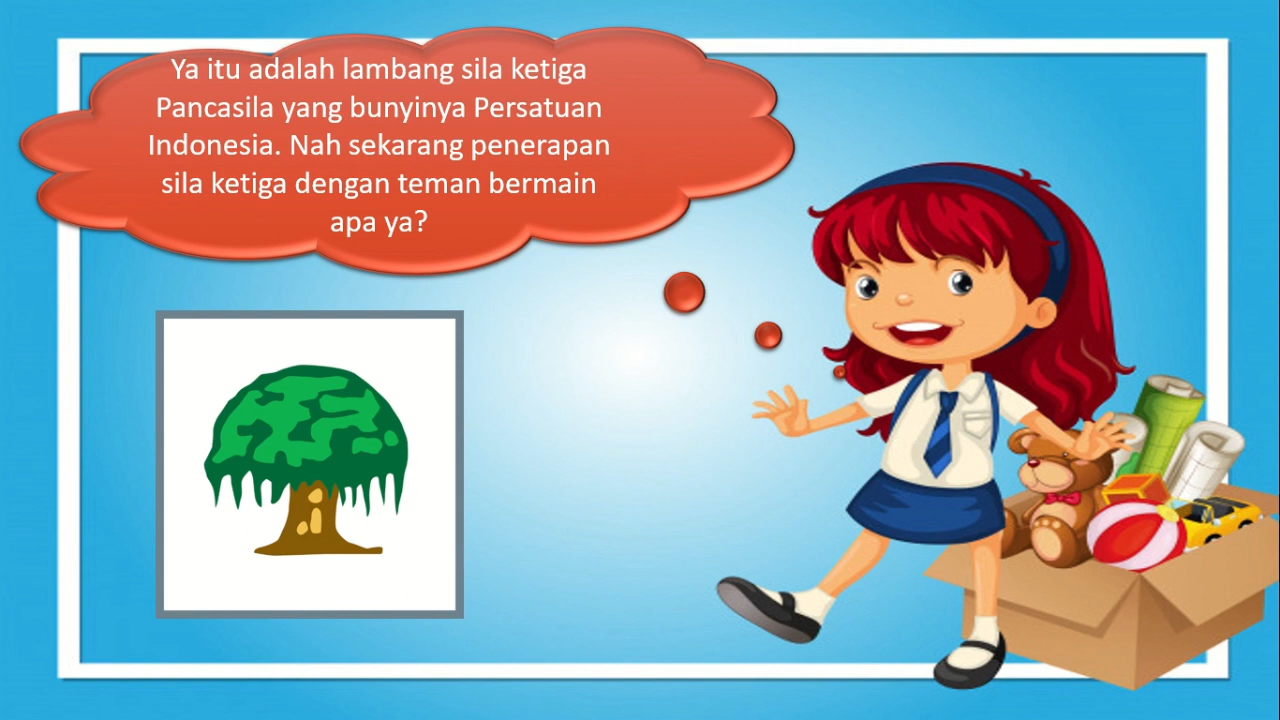 Ya itu adalah lambang sila ketiga
Pancasila yang bunyinya Persatuan
Indonesia. Nah sekarang penerapan
sila ketiga dengan teman bermain
apa ya?